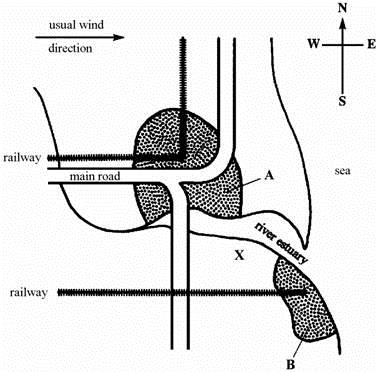 usual wind
direction
N
W
E
S
railway
main road
A
sea
river estuary
X
railway
B